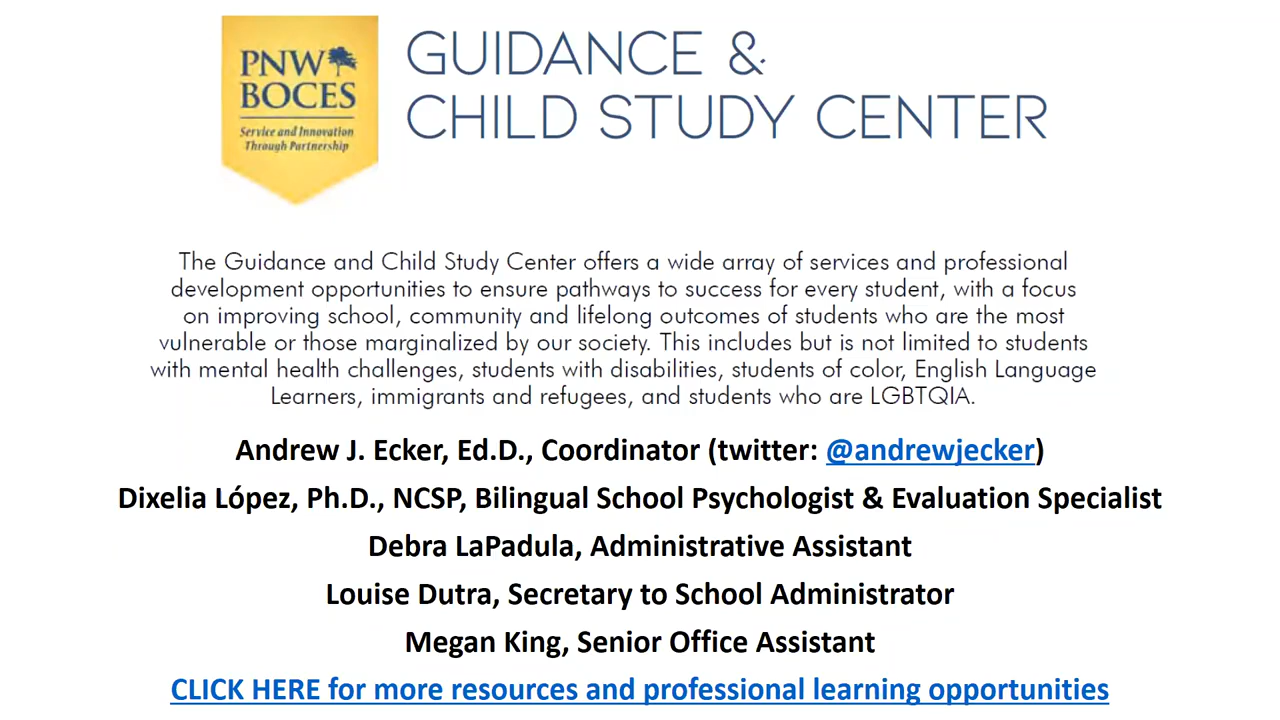 PNW
BOCES
Service and Innovation
Through Partnership
GUIDANCE &
CHILD STUDY CENTER
The Guidance and Child Study Center offers a wide array of services and professional
development opportunities to ensure pathways to success for every student, with a focus
on improving school, community and lifelong outcomes of students who are the most
vulnerable or those marginalized by our society. This includes but is not limited to students
with mental health challenges, students with disabilities, students of color, English Language
Learners, immigrants and refugees, and students who are LGBTQIA.
Andrew J. Ecker, Ed.D., Coordinator (twitter: @andrewjecker)
Dixelia López, Ph.D., NCSP, Bilingual School Psychologist & Evaluation Specialist
Debra LaPadula, Administrative Assistant
Louise Dutra, Secretary to School Administrator
Megan King, Senior Office Assistant
CLICK HERE for more resources and professional learning opportunities